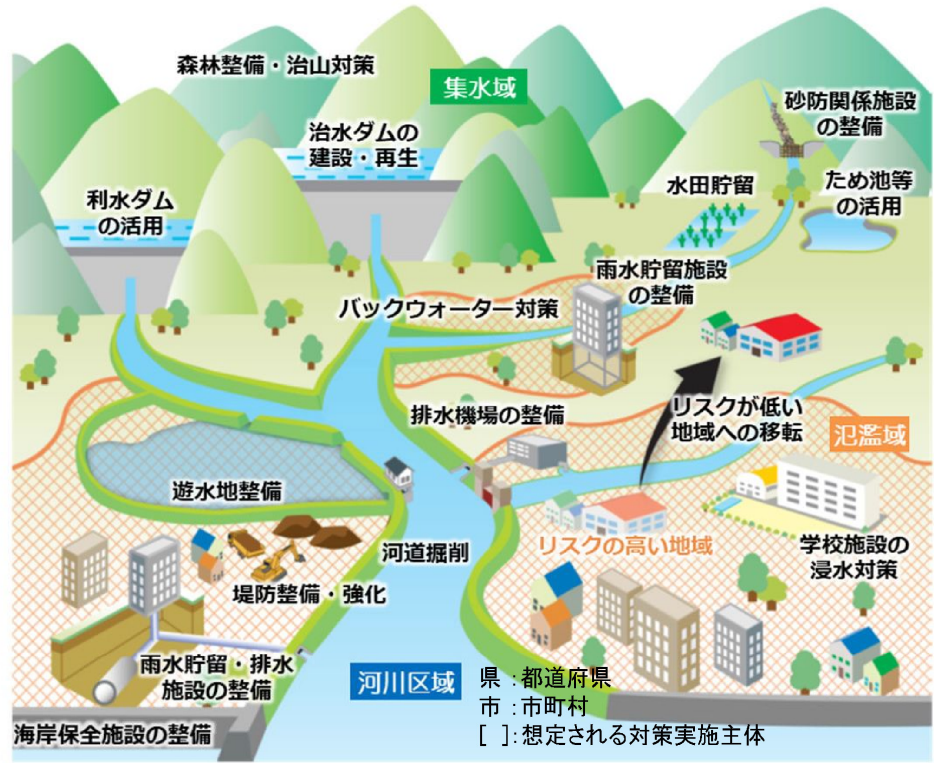 森林整備・治山対策
集水域
砂防関係施設
の整備
治水ダムの
建設・再生
水田貯留
ため池等
の活用
利水ダム
の活用
雨水貯留施設
の整備
バックウォーター対策
排水機場の整備
リスクが低い
地域への移転
氾濫域
遊水地整備
河道掘削
リスクの高い地域
学校施設の
浸水対策
堤防整備・強化
雨水貯留・排水
施設の整備
河川区域
県：都道府県
市：市町村
[　]：想定される対策実施主体
海岸保全施設の整備